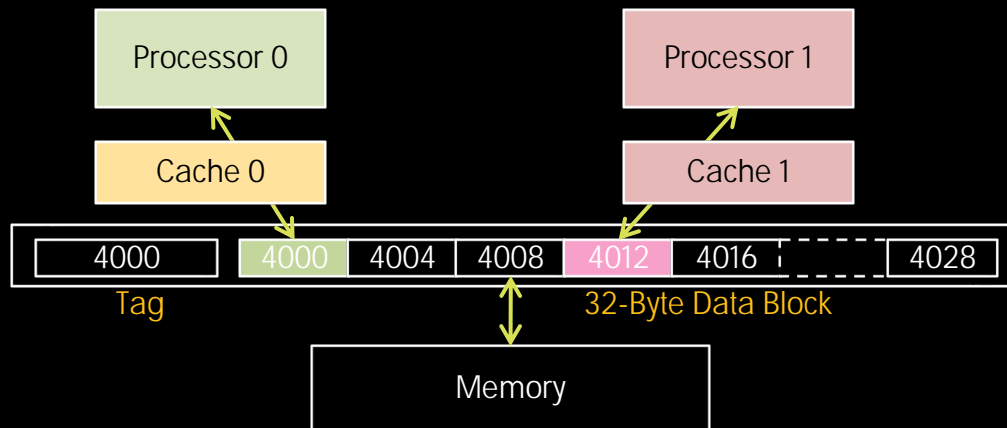 Processor 0
Processor 1
Cache 0
Cache 1
4000 4000 4004 4008 4012 4016 4028
Tag
32-Byte Data Block
Memory